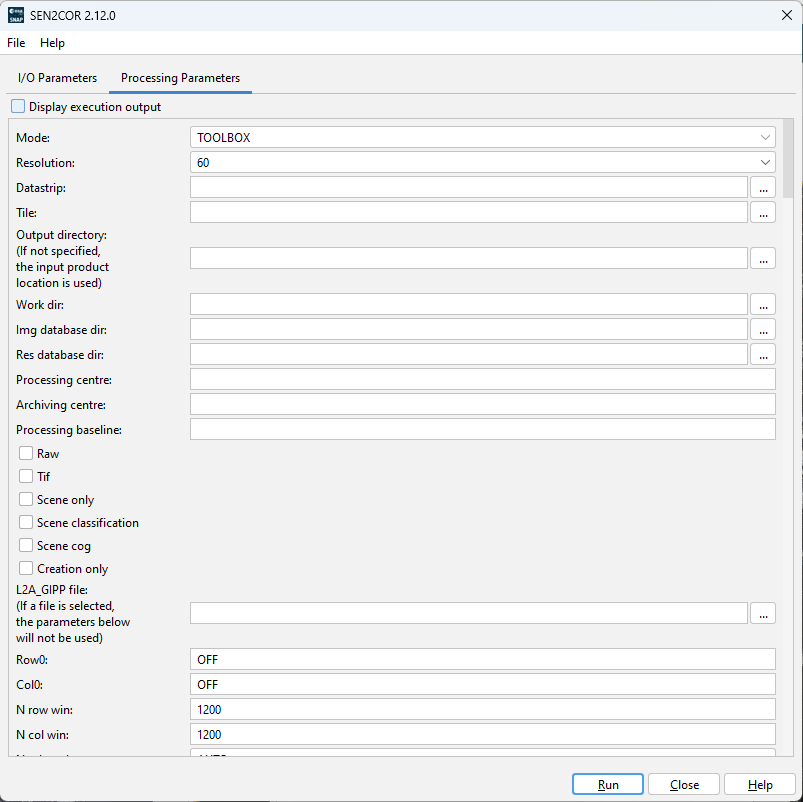 SEN2COR 2.12.0
File Help
I/O Parameters Processing Parameters
Display execution output
Mode: TOOLBOX
Resolution: 60
Datastrip: ...
Tile: ...
Output directory:
(If not specified,
the input product
location is used) ...
Work dir: ...
Img database dir: ...
Res database dir: ...
Processing centre:
Archiving centre:
Processing baseline:
Raw
Tif
Scene only
Scene classification
Scene cog
Creation only
L2A_GIPP file:
(If a file is selected,
the parameters below
will not be used) ...
Row0: OFF
Col0: OFF
N row win: 1200
N col win: 1200
Run Close Help